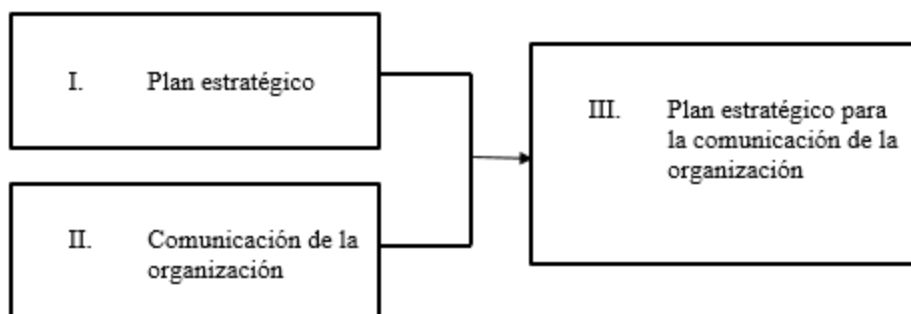 I. Plan estratégico
II. Comunicación de la
organización
III. Plan estratégico para
la comunicación de la
organización